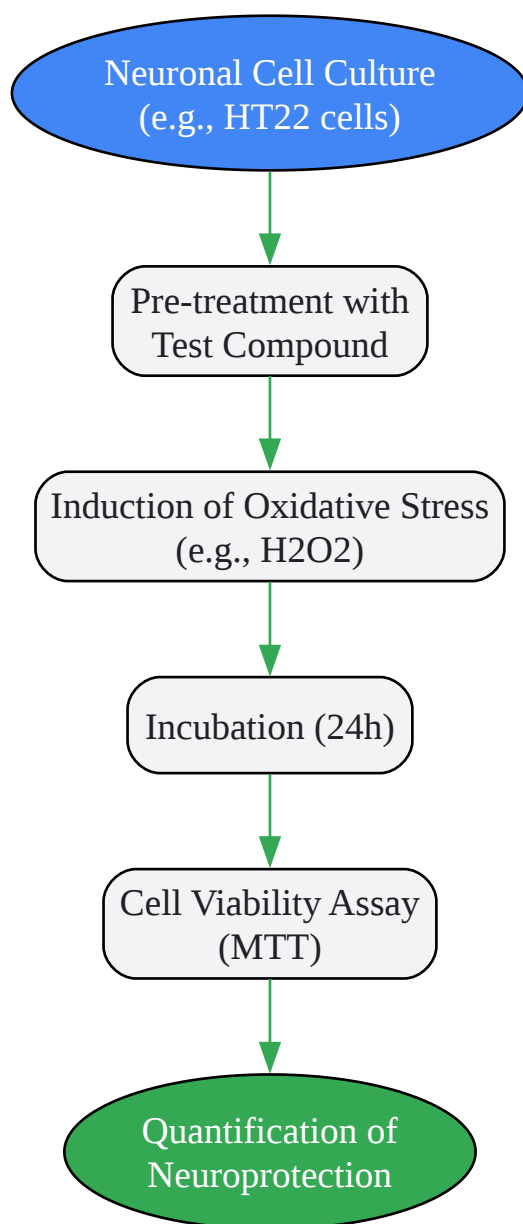 Neuronal Cell Culture
(e.g., HT22 cells)
Pre-treatment with
Test Compound
Induction of Oxidative Stress
(e.g., H2O2)
Incubation (24h)
Cell Viability Assay
(MTT)
Quantification of
Neuroprotection